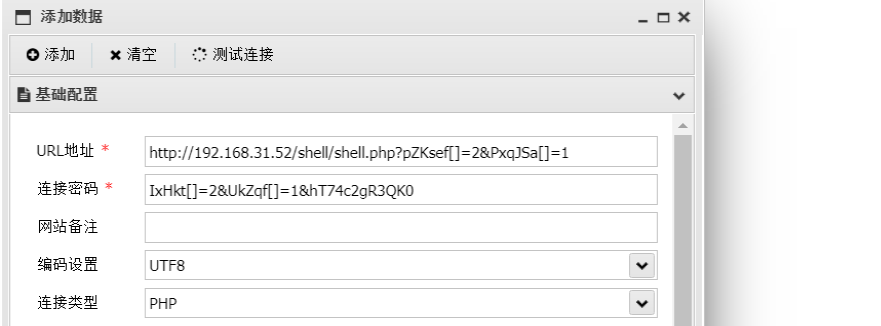 添加数据
添加 清空 测试连接
基础配置
URL地址 * http://192.168.31.52/shell/shell.php?pZKsef[]=2&PxqJSa[]=1
连接密码 * IxHkt[]=2&UkZqf[]=1&hT74c2gR3QK0
网站备注
编码设置 UTF8
连接类型 PHP